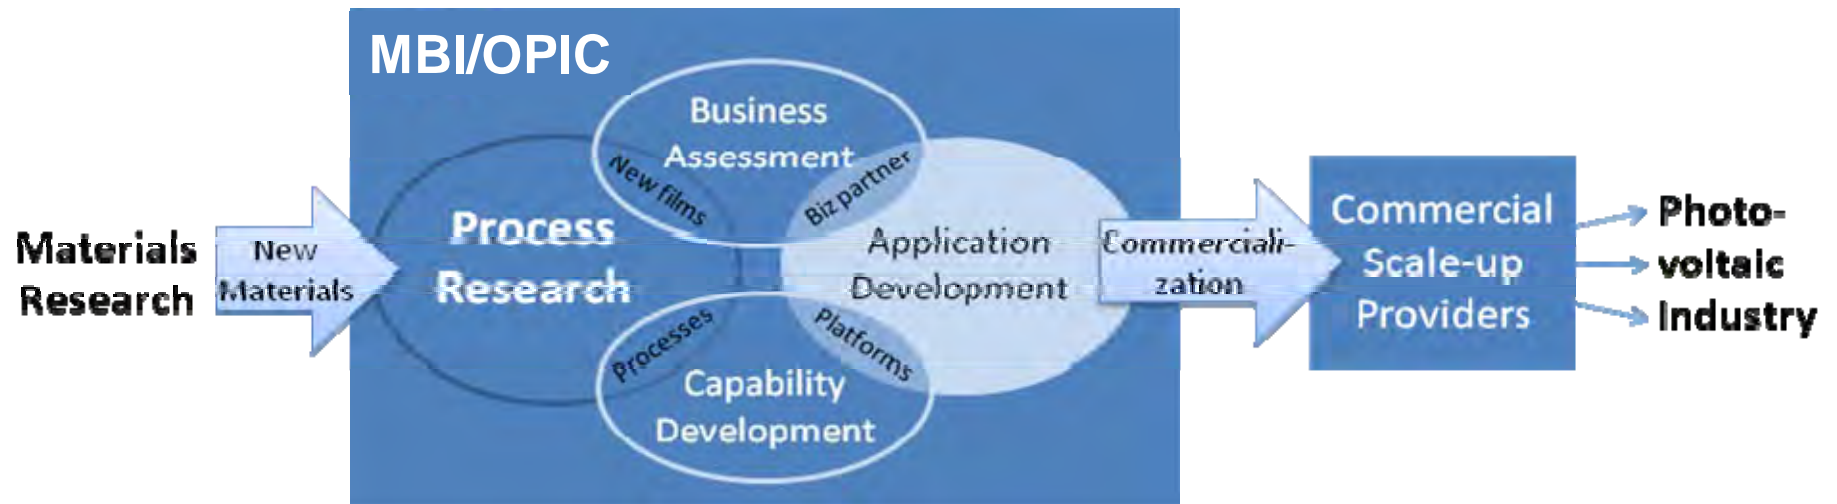 MBI/OPIC
Materials
Research
New
Materials
Process
Research
Business
Assessment
New films
Biz partner
Application
Development
Processes
Platforms
Capability
Development
Commerciali-
zation
Commercial
Scale-up
Providers
Photo-
voltaic
Industry